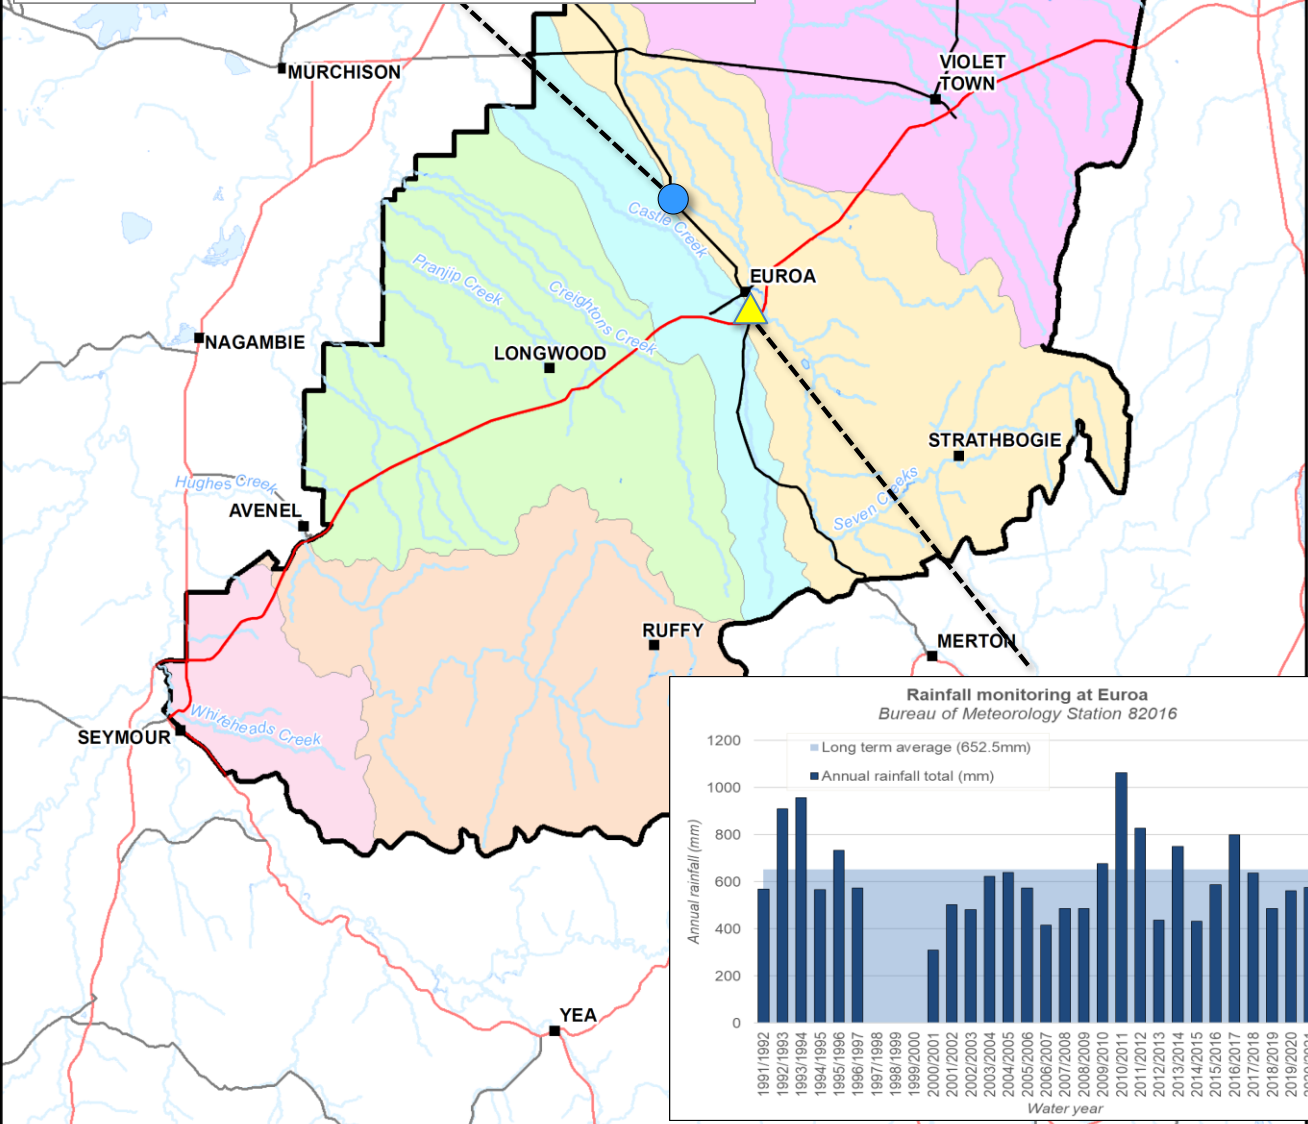 MURCHISON
VIOLET
TOWN
Castle Creek
EUROA
Pranjip Creek
Creightons Creek
NAGAMBIE
LONGWOOD
STRATHBOGIE
Hughes Creek
Seven Creeks
AVENEL
RUFFY
MERTON
Whiteheads Creek
SEYMOUR
YEA
Rainfall monitoring at Euroa
Bureau of Meteorology Station 82016
Long term average (652.5mm)
Annual rainfall total (mm)
Annual rainfall (mm)
1200
1000
800
600
400
200
0
1991/1992
1992/1993
1993/1994
1994/1995
1995/1996
1996/1997
1997/1998
1998/1999
1999/2000
2000/2001
2001/2002
2002/2003
2003/2004
2004/2005
2005/2006
2006/2007
2007/2008
2008/2009
2009/2010
2010/2011
2011/2012
2012/2013
2013/2014
2014/2015
2015/2016
2016/2017
2017/2018
2018/2019
2019/2020
Water year